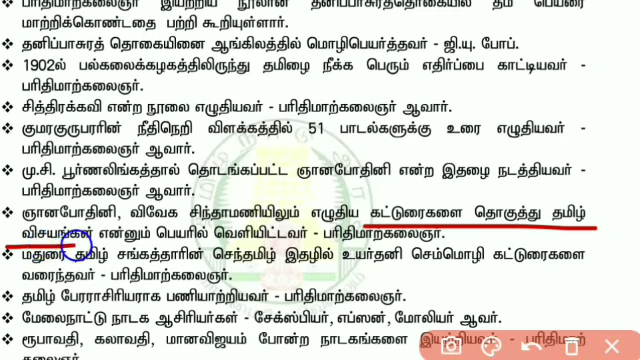 பரிதிமாற்கலைஞர் இயற்றிய நூலான தனிப்பாசுரத்தொகையில் தம் பெயரை
மாற்றிக்கொண்டதை பற்றி கூறியுள்ளார்.
❖ தனிப்பாசுரத் தொகையினை ஆங்கிலத்தில் மொழிபெயர்த்தவர் - ஜி.யு. போப்.
❖ 1902ல் பல்கலைக்கழகத்திலிருந்து தமிழை நீக்க பெரும் எதிர்ப்பை காட்டியவர் -
பரிதிமாற்கலைஞர்.
❖ சித்திரக்கவி என்ற நூலை எழுதியவர் - பரிதிமாற்கலைஞர் ஆவார்.
❖ குமரகுருபரரின் நீதிநெறி விளக்கத்தில் 51 பாடல்களுக்கு உரை எழுதியவர் -
பரிதிமாற்கலைஞர் ஆவார்.
❖ மு.சி. பூர்ணலிங்கத்தால் தொடங்கப்பட்ட ஞானபோதினி என்ற இதழை நடத்தியவர் -
பரிதிமாற்கலைஞர் ஆவார்.
❖ ஞானபோதினி, விவேக சிந்தாமணியிலும் எழுதிய கட்டுரைகளை தொகுத்து தமிழ்
விசயங்கள் என்னும் பெயரில் வெளியிட்டவர் - பரிதிமாற்கலைஞர்.
❖ மதுரை தமிழ் சங்கத்தாரின் செந்தமிழ் இதழில் உயர்தனி செம்மொழி கட்டுரைகளை
வரைந்தவர் - பரிதிமாற்கலைஞர்.
❖ தமிழ் பேரராசிரியராக பணியாற்றியவர் - பரிதிமாற்கலைஞர்.
❖ மேலைநாட்டு நாடக ஆசிரியர்கள் - சேக்ஸ்பியர், எப்ஸன், மோலியர் ஆவர்.
❖ ரூபாவதி, கலாவதி, மானவிஜயம் போன்ற நாடகங்களை இயற்றியவர் - பரிதிமாற்
கலைஞர்